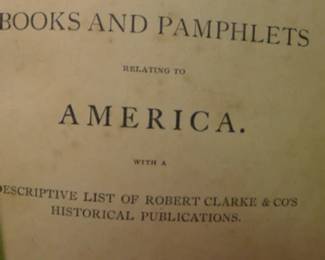 BOOKS AND PAMPHLETS
RELATING TO
AMERICA.
WITH A
DESCRIPTIVE LIST OF ROBERT CLARKE & CO'S
HISTORICAL PUBLICATIONS.